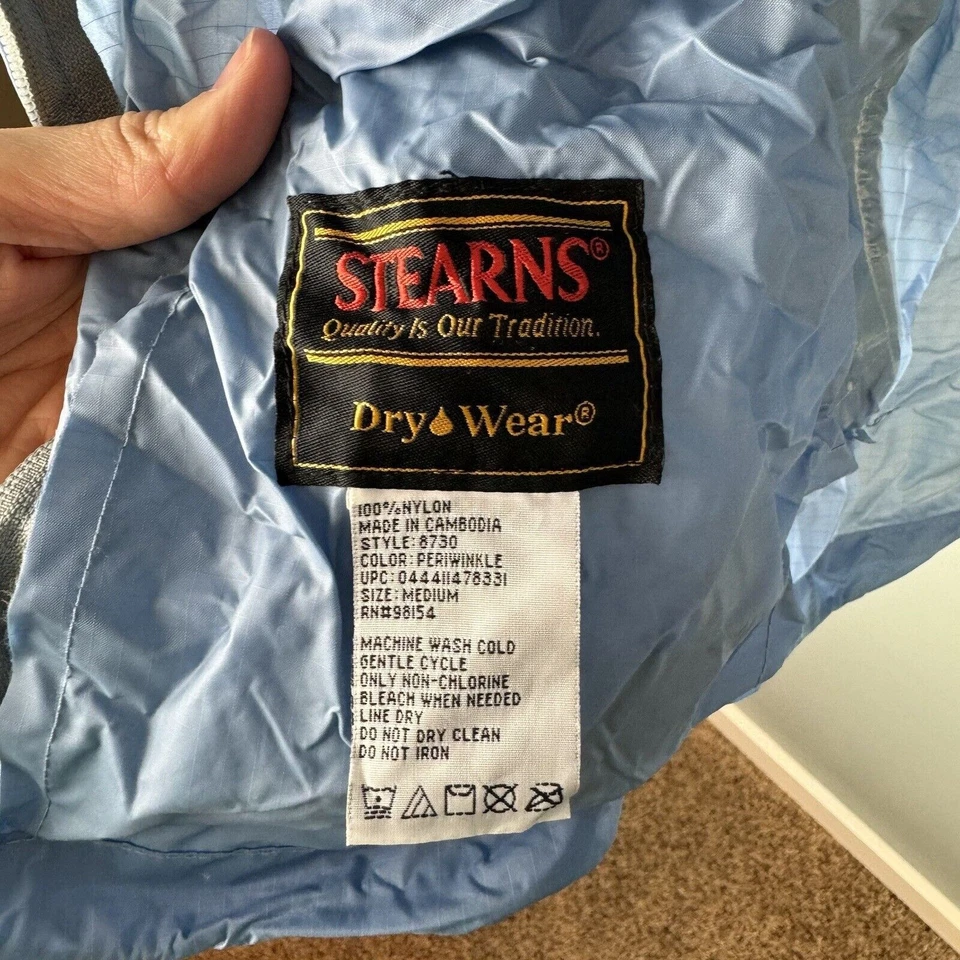 STEARNS®
Quality Is Our Tradition.
Dry Wear®
100% NYLON
MADE IN CAMBODIA
STYLE: 8730
COLOR: PERIWINKLE
UPC: 044411478331
SIZE: MEDIUM
RN#98154
MACHINE WASH COLD
GENTLE CYCLE
ONLY NON-CHLORINE
BLEACH WHEN NEEDED
LINE DRY
DO NOT DRY CLEAN
DO NOT IRON